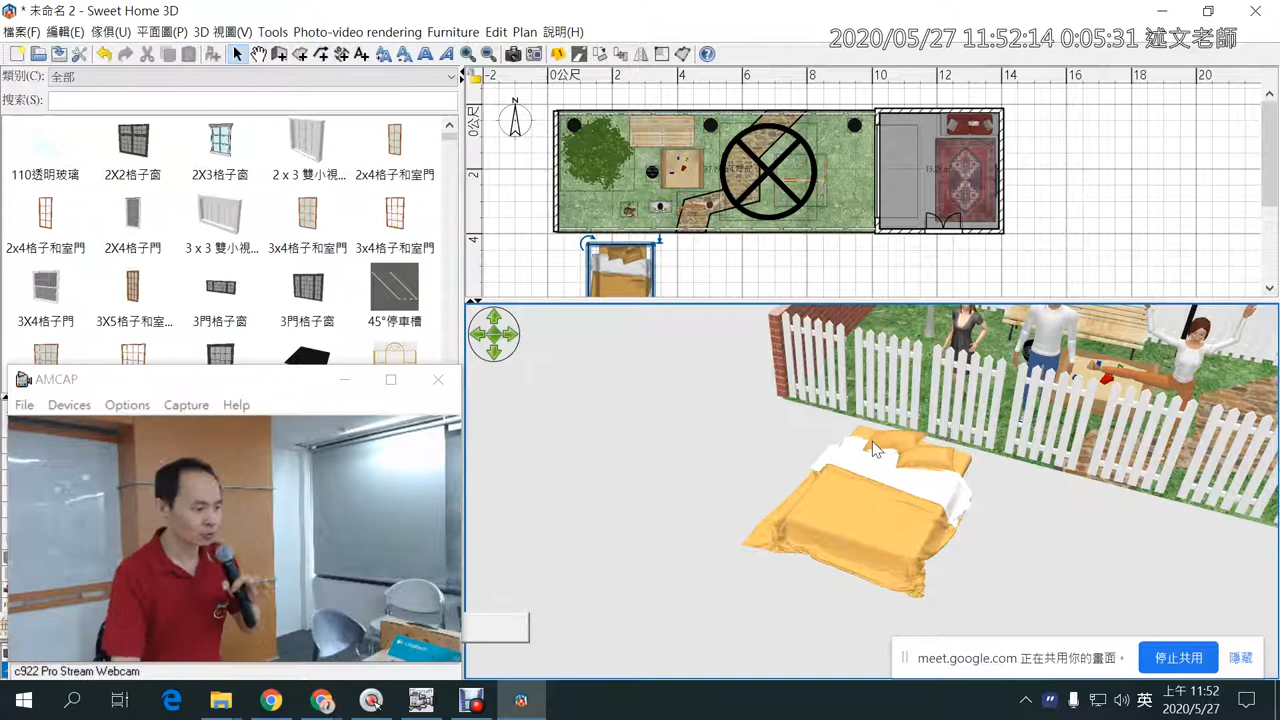 * 未命名 2 - Sweet Home 3D
檔案(F) 編輯(E) 傢俱(U) 平面圖(P) 3D 視圖(V) Tools Photo-video rendering Furniture Edit Plan 說明(H)
2020/05/27 11:52:14 0:05:31 述文老師
類別(C): 全部
搜索(S):
-2 0公尺 2 4 6 8 10 12 14 16 18 20
0公尺
2
4
N
110透明玻璃 2X2格子窗 2X3格子窗 2 x 3 雙小視... 2x4格子和室門
2x4格子和室門 2X4格子門 3 x 3 雙小視... 3x4格子和室門 3x4格子和室門
3X4格子門 3X5格子和室... 3門格子窗 3門格子窗 45°停車槽
AMCAP
File Devices Options Capture Help
c922 Pro Stream Webcam
meet.google.com 正在共用你的畫面。 停止共用 隱藏
英
上午 11:52
2020/5/27